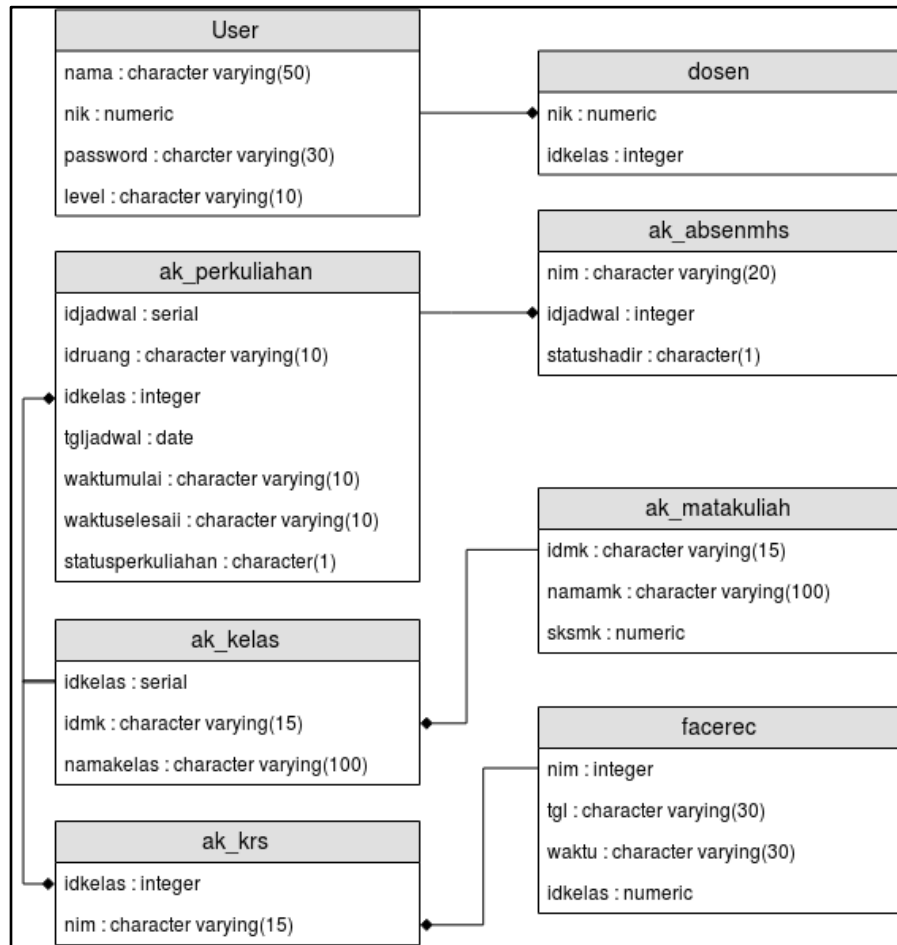 User
nama : character varying(50)
nik : numeric
password : charcter varying(30)
level : character varying(10)
dosen
nik : numeric
idkelas : integer
ak_perkuliahan
idjadwal : serial
idruang : character varying(10)
idkelas : integer
tgljadwal : date
waktumulai : character varying(10)
waktuselesaii : character varying(10)
statusperkuliahan : character(1)
ak_absenmhs
nim : character varying(20)
idjadwal : integer
statushadir : character(1)
ak_matakuliah
idmk : character varying(15)
namamk : character varying(100)
sksmk : numeric
ak_kelas
idkelas : serial
idmk : character varying(15)
namakelas : character varying(100)
facerec
nim : integer
tgl : character varying(30)
waktu : character varying(30)
idkelas : numeric
ak_krs
idkelas : integer
nim : character varying(15)